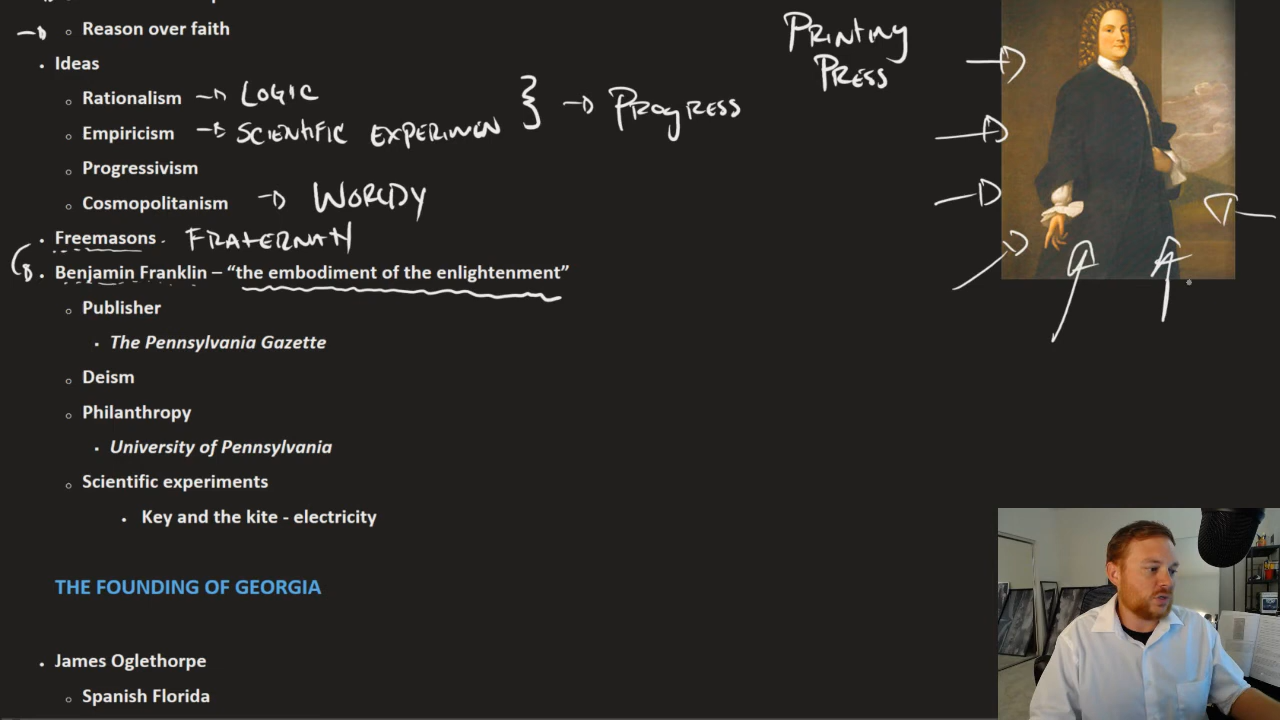 Reason over faith
Ideas
Rationalism → LOGIC
Empiricism → SCIENTIFIC EXPERIMEN } → PROGRESS
Progressivism
Cosmopolitanism → WORLDY
Freemasons. FRATERNATY
Benjamin Franklin – “the embodiment of the enlightenment”
Publisher
The Pennsylvania Gazette
Deism
Philanthropy
University of Pennsylvania
Scientific experiments
Key and the kite - electricity
THE FOUNDING OF GEORGIA
James Oglethorpe
Spanish Florida
PRINTING
PRESS